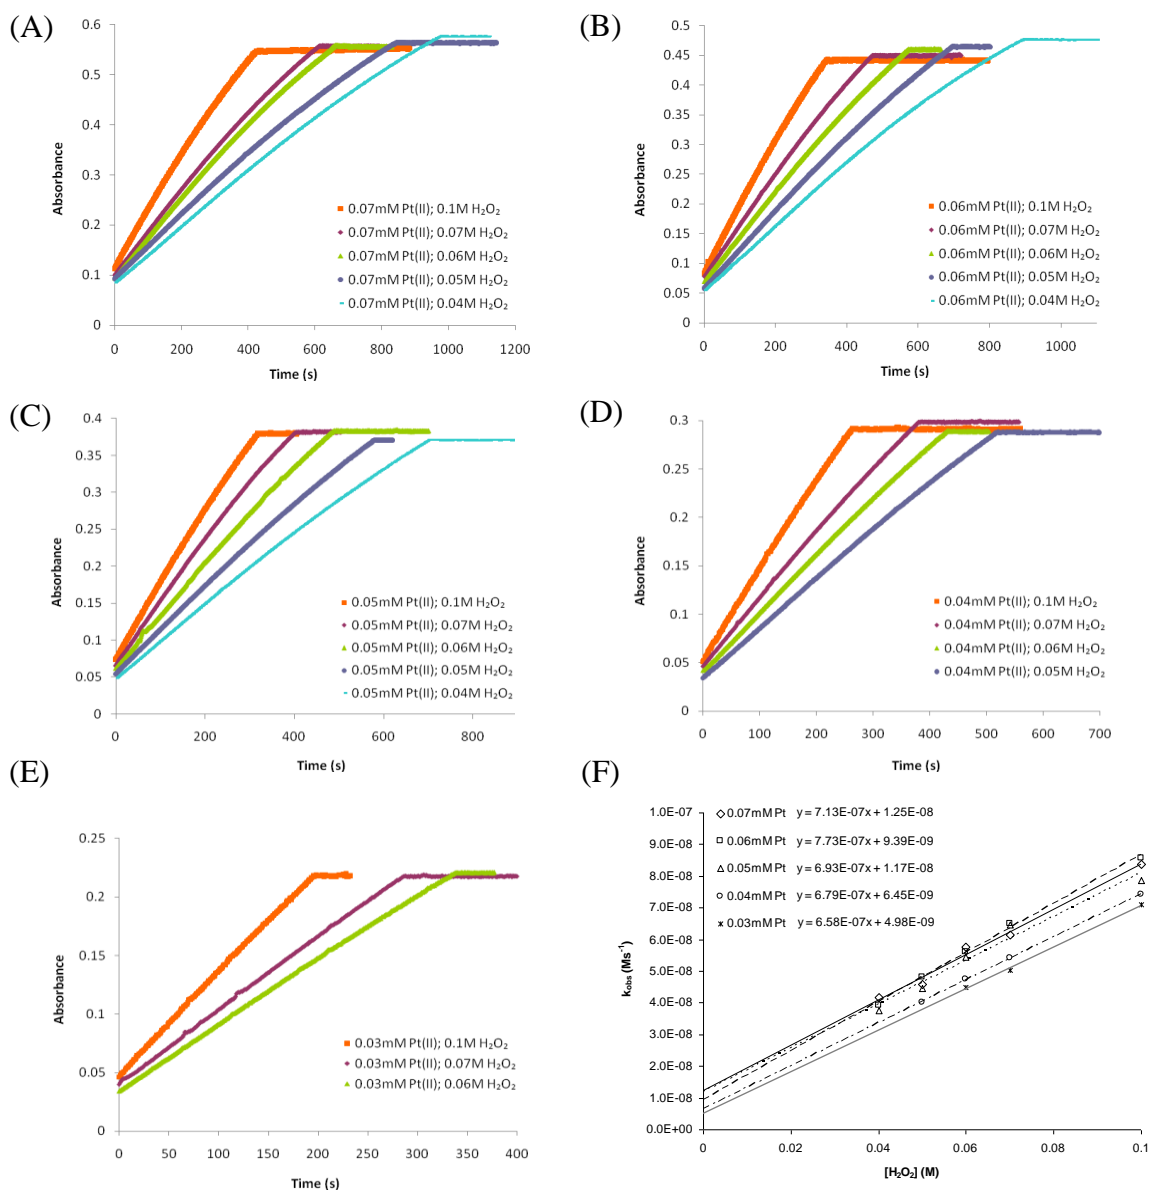 (A)
0.6
0.5
0.4
0.3
0.2
0.1
0
Absorbance
0.07mM Pt(II); 0.1M H₂O₂
0.07mM Pt(II); 0.07M H₂O₂
0.07mM Pt(II); 0.06M H₂O₂
0.07mM Pt(II); 0.05M H₂O₂
0.07mM Pt(II); 0.04M H₂O₂
0 200 400 600 800 1000 1200
Time (s)
(B)
0.5
0.45
0.4
0.35
0.3
0.25
0.2
0.15
0.1
0.05
0
Absorbance
0.06mM Pt(II); 0.1M H₂O₂
0.06mM Pt(II); 0.07M H₂O₂
0.06mM Pt(II); 0.06M H₂O₂
0.06mM Pt(II); 0.05M H₂O₂
0.06mM Pt(II); 0.04M H₂O₂
0 200 400 600 800 1000
Time (s)
(C)
0.4
0.35
0.3
0.25
0.2
0.15
0.1
0.05
0
Absorbance
0.05mM Pt(II); 0.1M H₂O₂
0.05mM Pt(II); 0.07M H₂O₂
0.05mM Pt(II); 0.06M H₂O₂
0.05mM Pt(II); 0.05M H₂O₂
0.05mM Pt(II); 0.04M H₂O₂
0 200 400 600 800
Time (s)
(D)
0.3
0.25
0.2
0.15
0.1
0.05
0
Absorbance
0.04mM Pt(II); 0.1M H₂O₂
0.04mM Pt(II); 0.07M H₂O₂
0.04mM Pt(II); 0.06M H₂O₂
0.04mM Pt(II); 0.05M H₂O₂
0 100 200 300 400 500 600 700
Time (s)
(E)
0.25
0.2
0.15
0.1
0.05
0
Absorbance
0.03mM Pt(II); 0.1M H₂O₂
0.03mM Pt(II); 0.07M H₂O₂
0.03mM Pt(II); 0.06M H₂O₂
0 50 100 150 200 250 300 350 400
Time (s)
(F)
1.0E-07
9.0E-08
8.0E-08
7.0E-08
6.0E-08
5.0E-08
4.0E-08
3.0E-08
2.0E-08
1.0E-08
0.0E+00
k_obs (Ms⁻¹)
0.07mM Pt y = 7.13E-07x + 1.25E-08
0.06mM Pt y = 7.73E-07x + 9.39E-09
0.05mM Pt y = 6.93E-07x + 1.17E-08
0.04mM Pt y = 6.79E-07x + 6.45E-09
0.03mM Pt y = 6.58E-07x + 4.98E-09
0 0.02 0.04 0.06 0.08 0.1
[H₂O₂] (M)